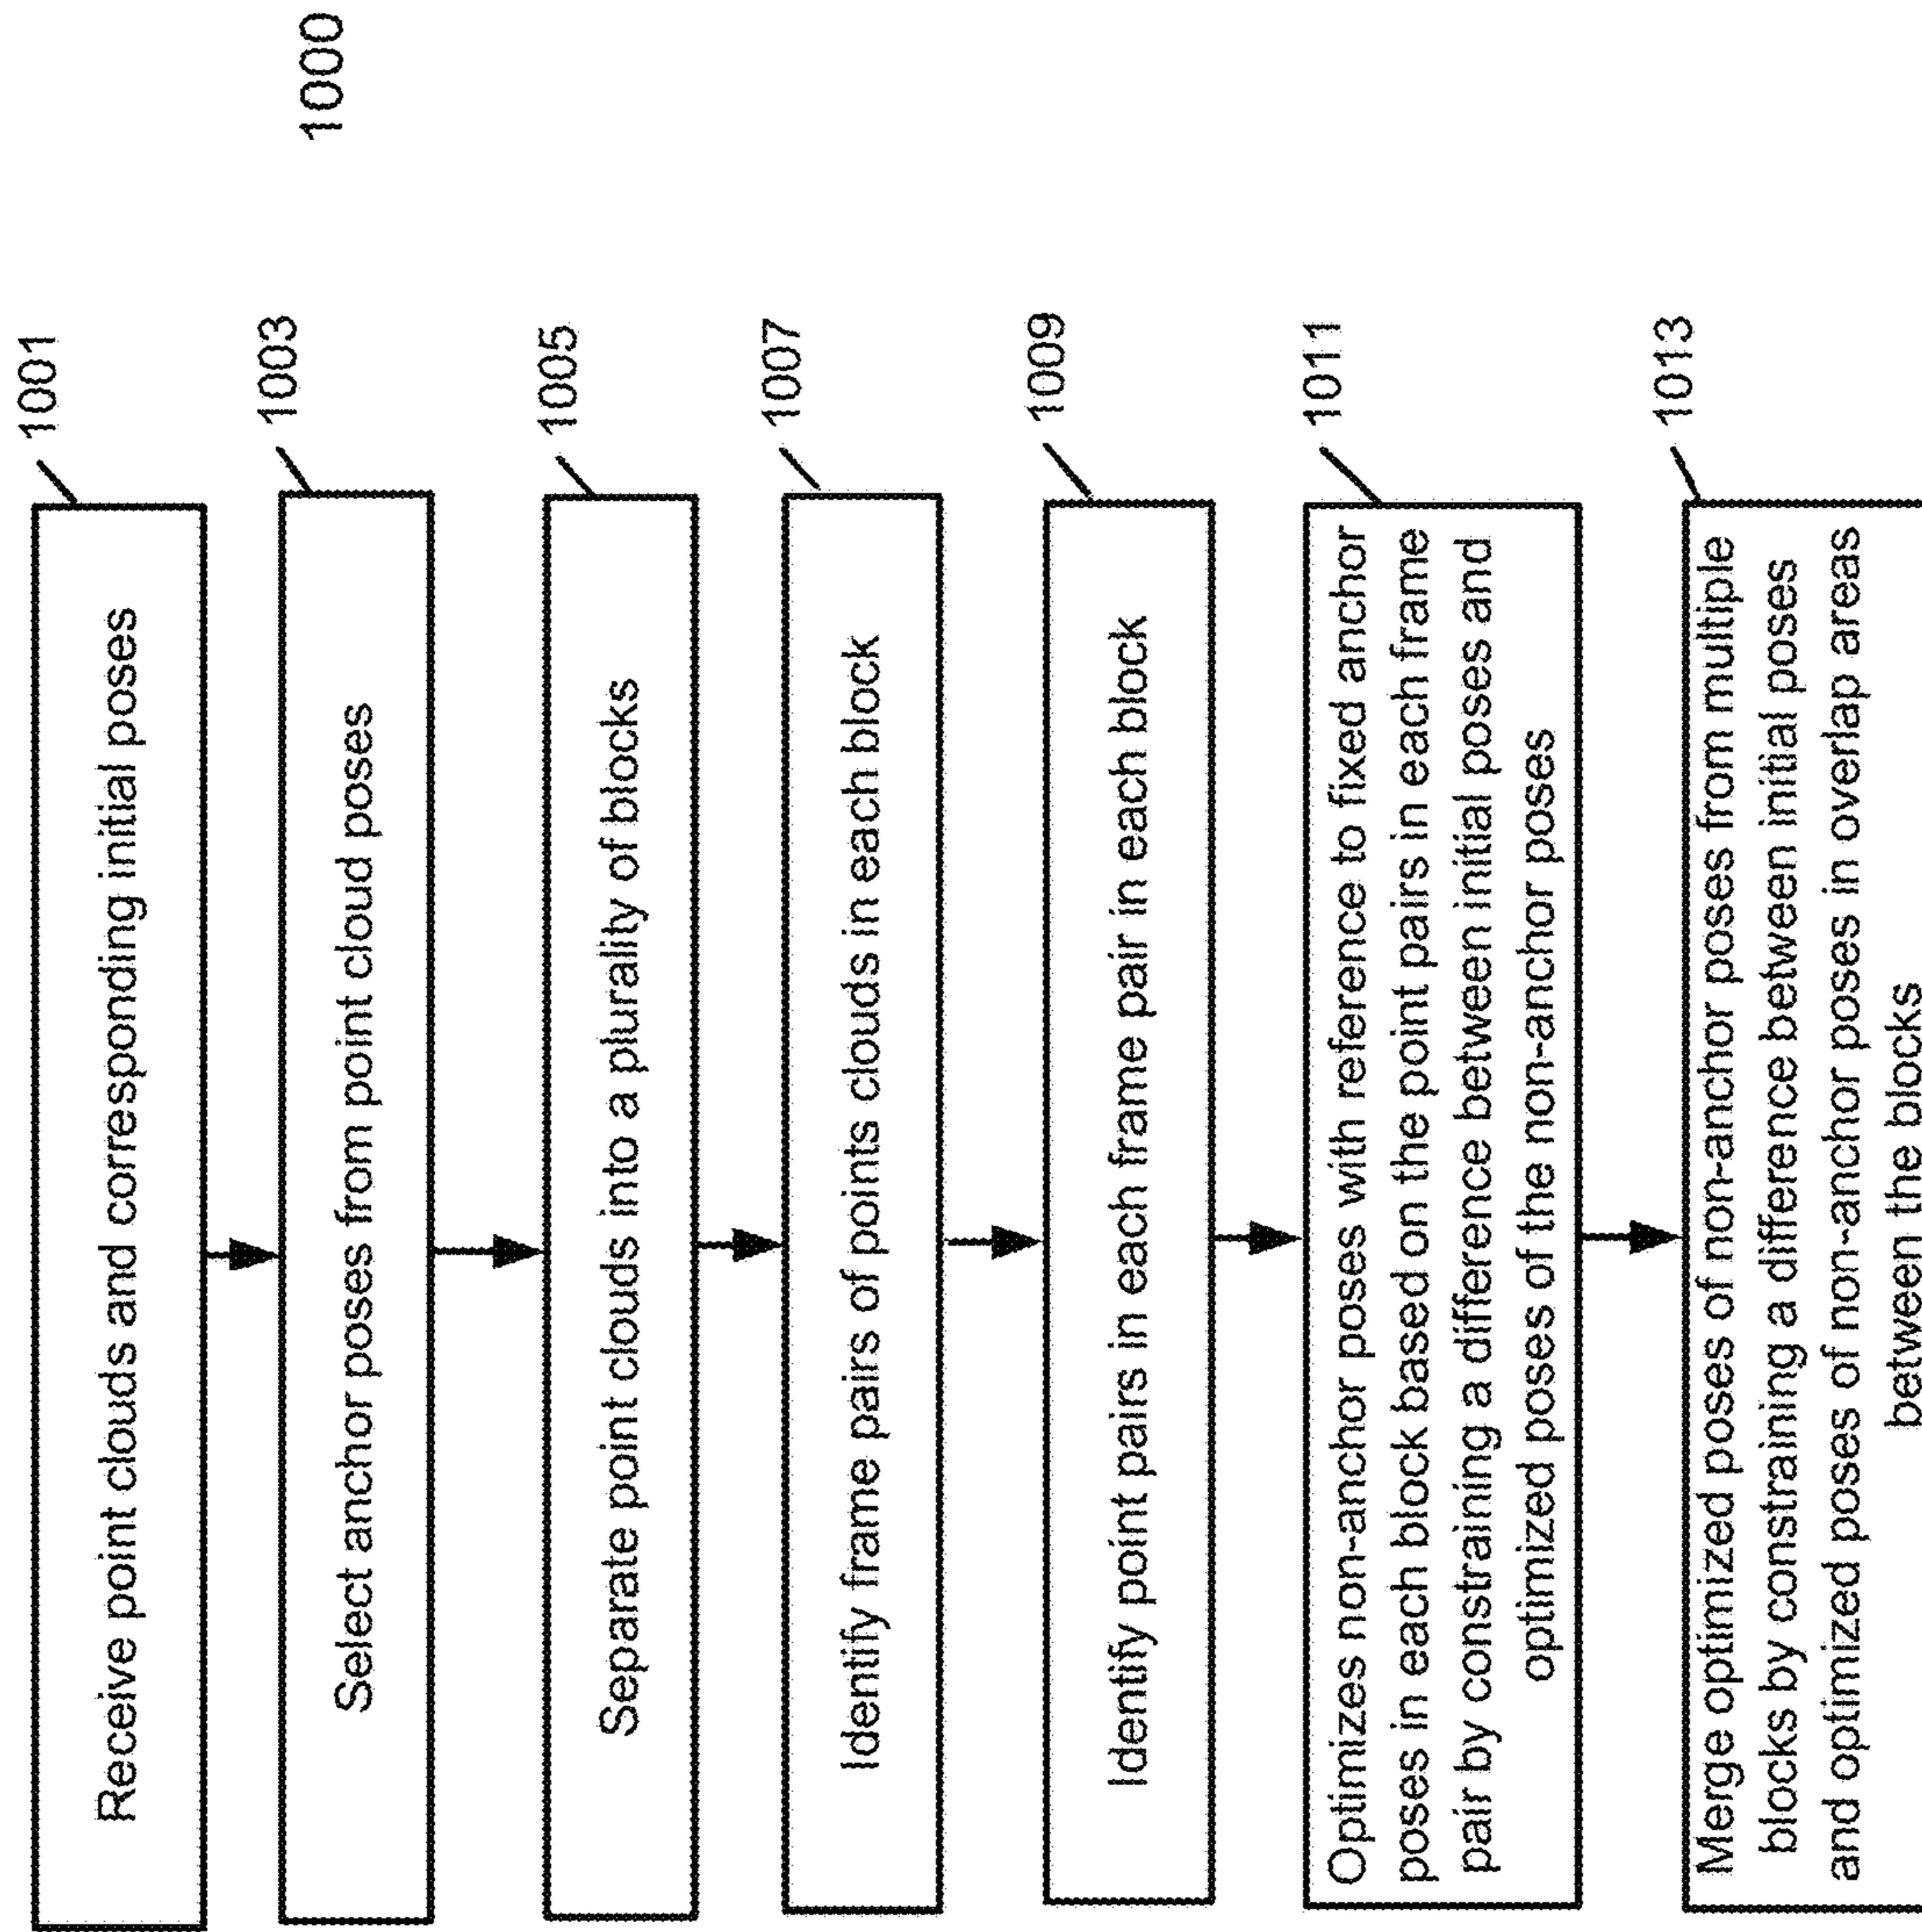 1000
1001
Receive point clouds and corresponding initial poses
1003
Select anchor poses from point cloud poses
1005
Separate point clouds into a plurality of blocks
1007
Identify frame pairs of points clouds in each block
1009
Identify point pairs in each frame pair in each block
1011
Optimizes non-anchor poses with reference to fixed anchor
poses in each block based on the point pairs in each frame
pair by constraining a difference between initial poses and
optimized poses of the non-anchor poses
1013
Merge optimized poses of non-anchor poses from multiple
blocks by constraining a difference between initial poses
and optimized poses of non-anchor poses in overlap areas
between the blocks